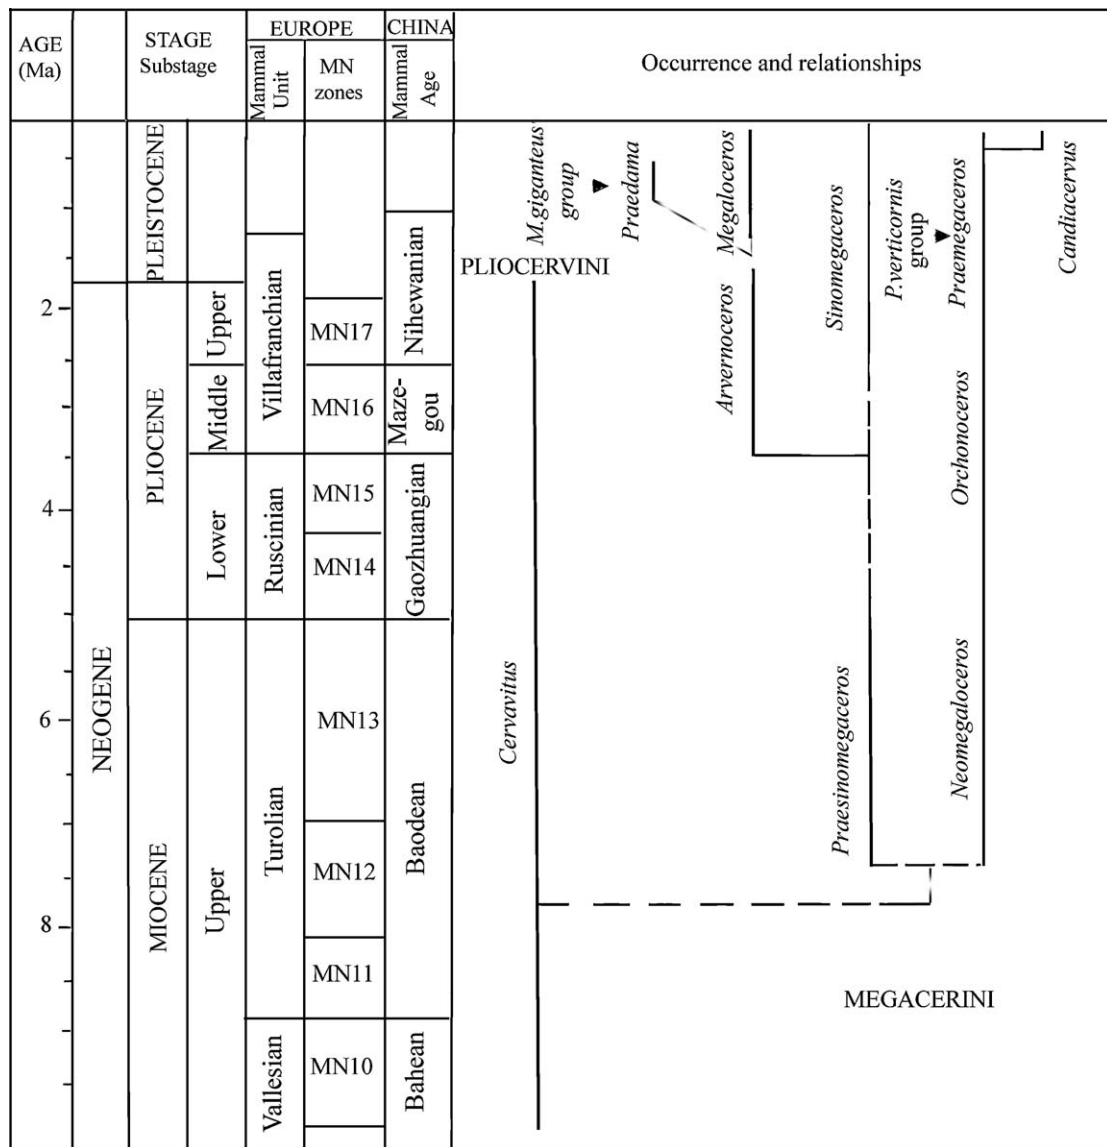 AGE
(Ma)
STAGE
Substage
EUROPE
CHINA
Mammal
Unit
MN
zones
Mammal
Age
Occurrence and relationships
2
4
6
8
NEOGENE
PLEISTOCENE
PLIOCENE
MIOCENE
Upper
Middle
Lower
Upper
Villafranchian
Ruscinian
Turolian
Vallesian
MN17
MN16
MN15
MN14
MN13
MN12
MN11
MN10
Nihewanian
Maze-
gou
Gaozhuangian
Baodean
Bahean
M.giganteus
group
Praedama
Megaloceros
Sinomegaceros
P.verticornis
group
Praemegaceros
Candiacervus
PLIOCERVINI
Arvernoceros
Orchonoceros
Cervavitus
Praesinomegaceros
Neomegaloceros
MEGACERINI